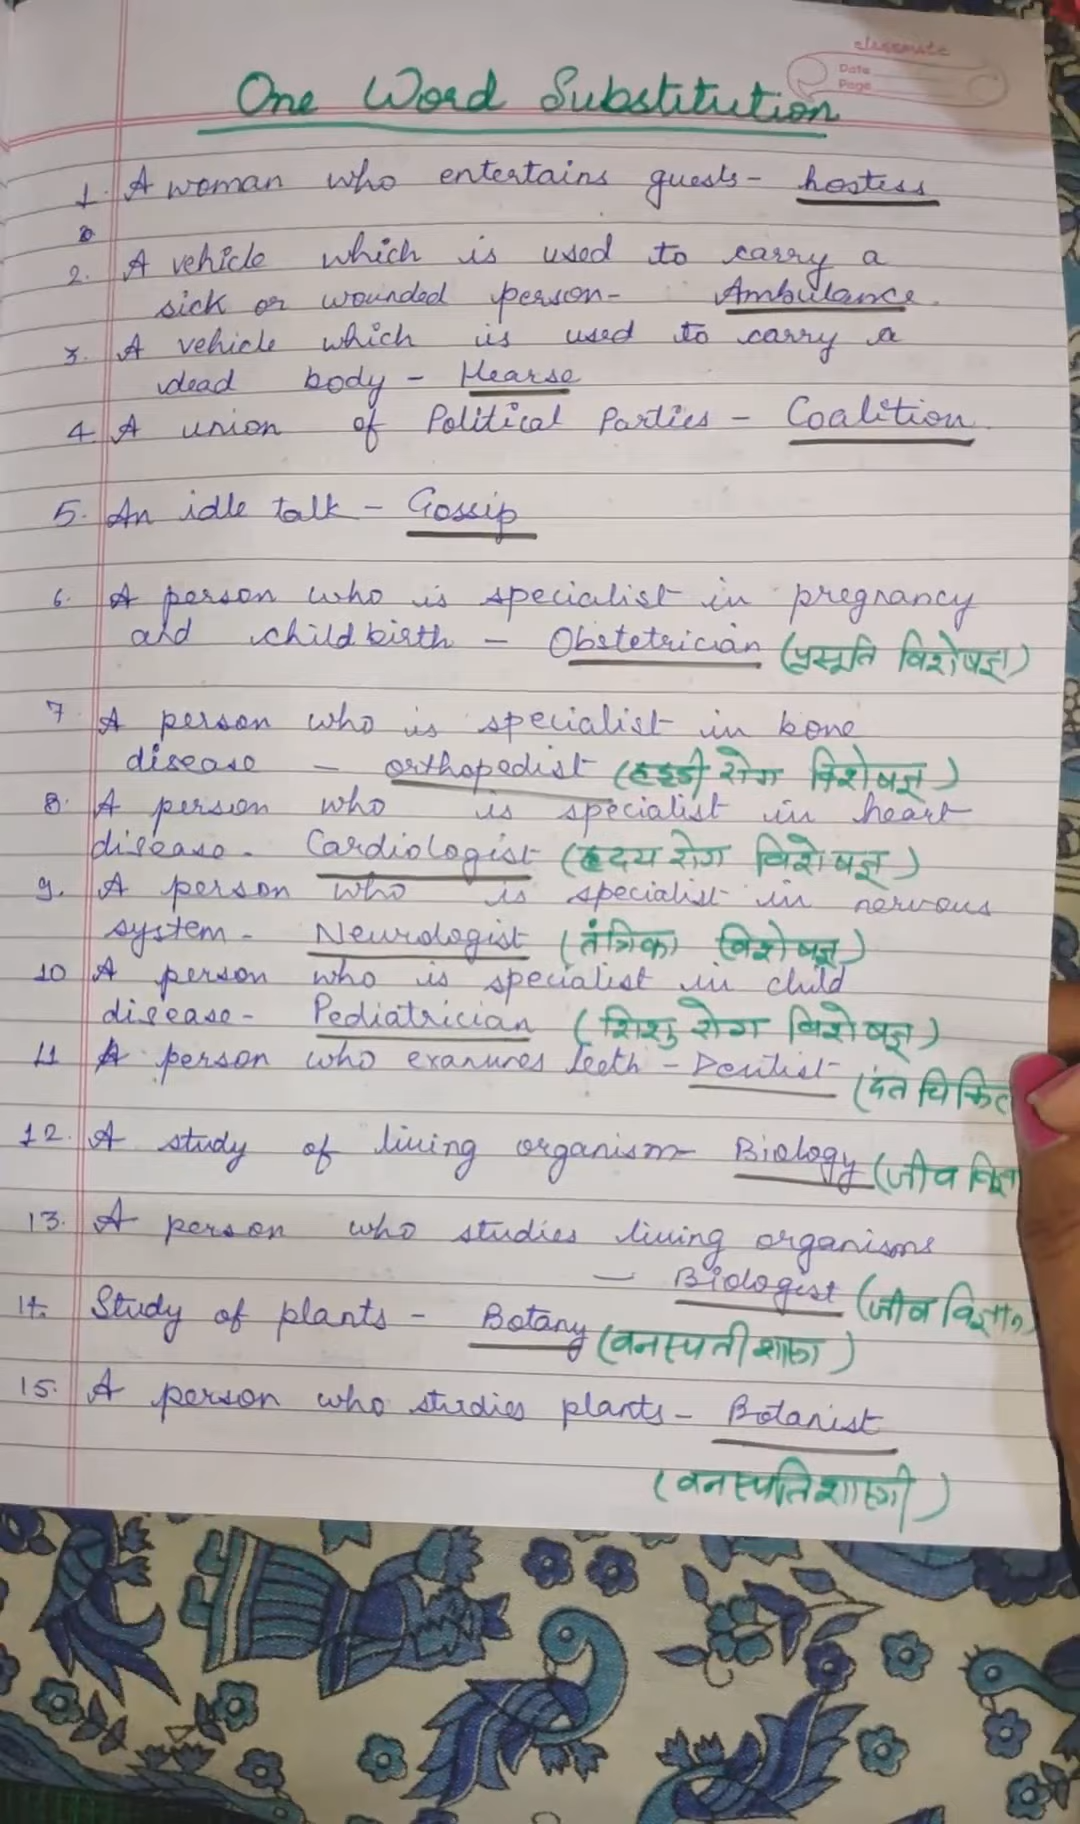 classmate
Date
Page
One Word Substitution
1. A woman who entertains guests - hostess
2. A vehicle which is used to carry a
sick or wounded person - Ambulance.
3. A vehicle which is used to carry a
dead body - Hearse
4. A union of Political Parties - Coalition
5. An idle talk - Gossip
6. A person who is specialist in pregnancy
and childbirth - Obstetrician (प्रसूति विशेषज्ञ)
7. A person who is specialist in bone
disease - orthopedist (हड्डी रोग विशेषज्ञ)
8. A person who is specialist in heart
disease - Cardiologist (हृदय रोग विशेषज्ञ)
9. A person who is specialist in nervous
system - Neurologist (तंत्रिका विशेषज्ञ)
10 A person who is specialist in child
disease - Pediatrician (शिशु रोग विशेषज्ञ)
11 A person who examines teeth - Dentist (दंत
12. A study of living organism - Biology (जीव
13. A person who studies living organisms
- Biologist (जीव
14. Study of plants - Botany (वनस्पती शास्त्र)
15. A person who studies plants - Botanist
(वनस्पति शास्त्री)